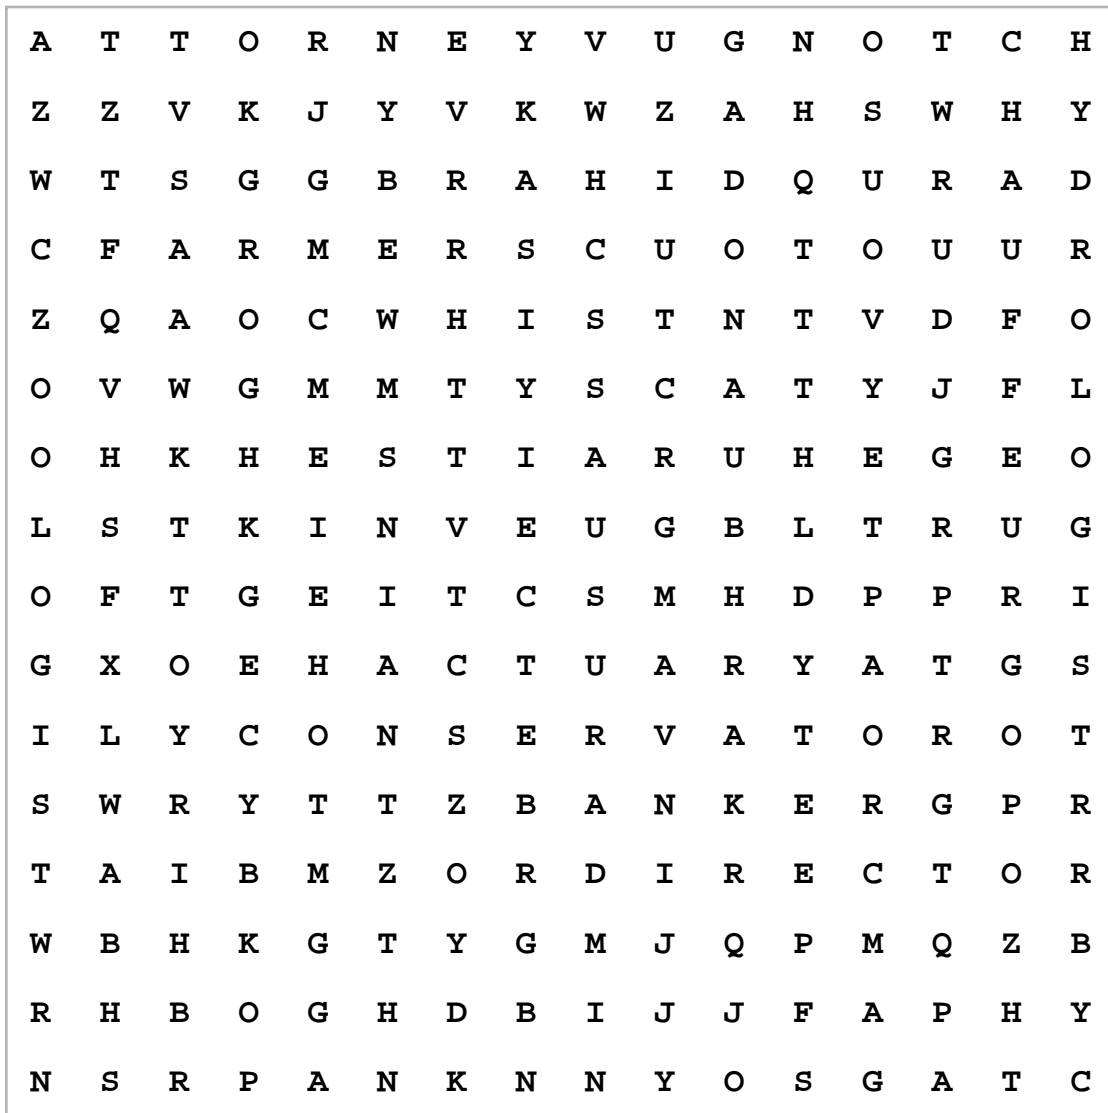 A T T O R N E Y V U G N O T C H
Z Z V K J Y V K W Z A H S W H Y
W T S G G B R A H I D Q U R A D
C F A R M E R S C U O T O U U R
Z Q A O C W H I S T N T V D F O
O V W G M M T Y S C A T Y J F L
O H K H E S T I A R U H E G E O
L S T K I N V E U G B L T R U G
O F T G E I T C S M H D P P R I
G X O E H A C T U A R Y A T G S
I L Y C O N S E R V A T O R O T
S W R Y T T Z B A N K E R G P R
T A I B M Z O R D I R E C T O R
W B H K G T Y G M J Q P M Q Z B
R H B O G H D B I J J F A P H Y
N S R P A N K N N Y O S G A T C